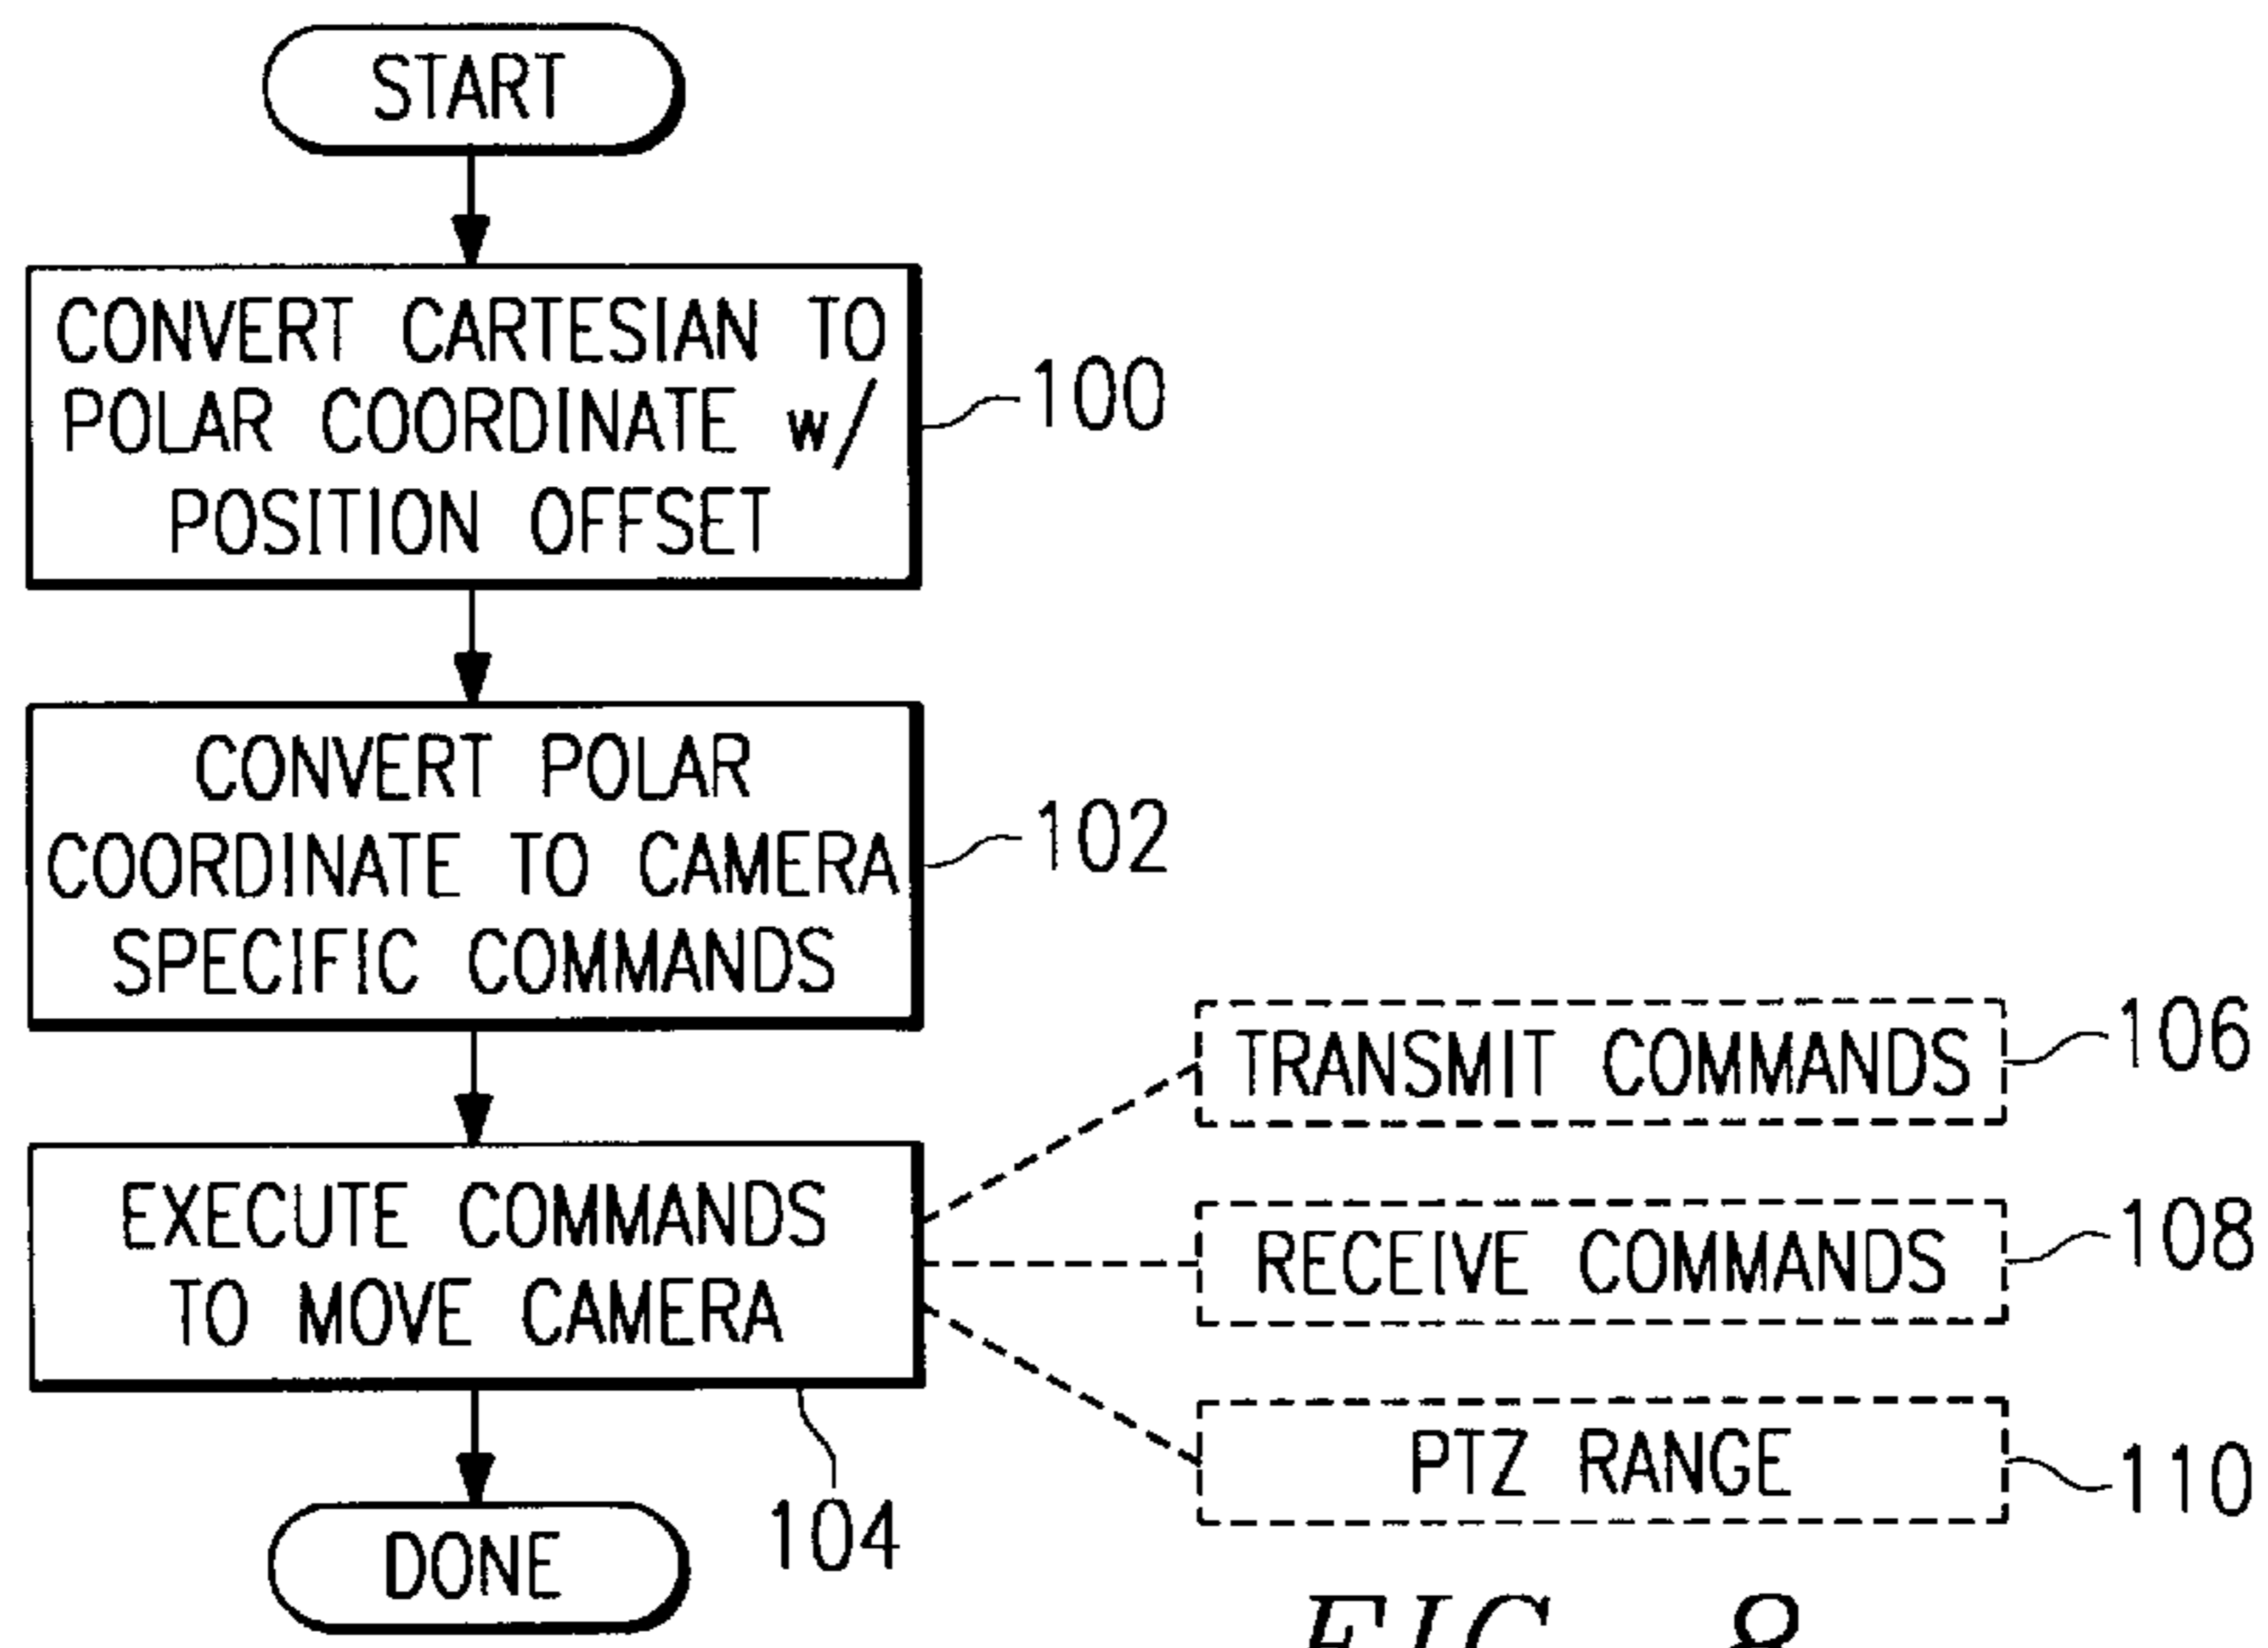 START
CONVERT CARTESIAN TO
POLAR COORDINATE w/
POSITION OFFSET
100
CONVERT POLAR
COORDINATE TO CAMERA
SPECIFIC COMMANDS
102
EXECUTE COMMANDS
TO MOVE CAMERA
104
TRANSMIT COMMANDS
106
RECEIVE COMMANDS
108
PTZ RANGE
110
DONE
FIG.